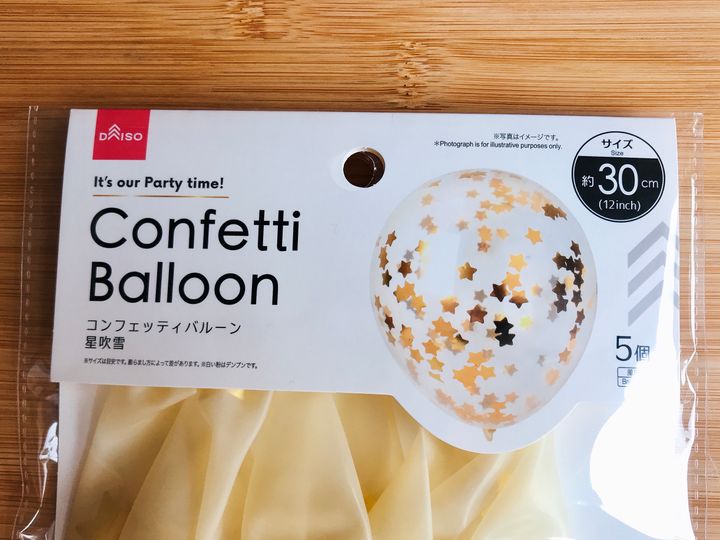 DAISO
It's our Party time!
Confetti
Balloon
コンフェッティバルーン
星吹雪
※サイズは目安です。膨らまし方によって差があります。※白い粉はデンプンです。
※写真はイメージです。
＊Photograph is for illustrative purposes only.
サイズ
Size
約30cm
(12inch)
5個